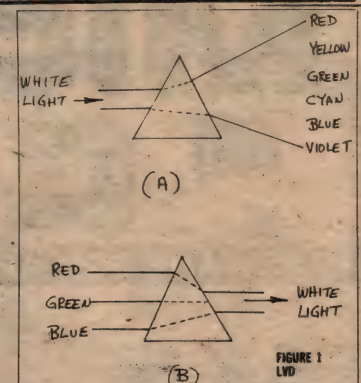 RED
YELLOW
WHITE
GREEN
LIGHT
CYAN
BLUE
VIOLET
(A)
RED
WHITE
GREEN
LIGHT
BLUE
(B)
FIGURE 1
LVD